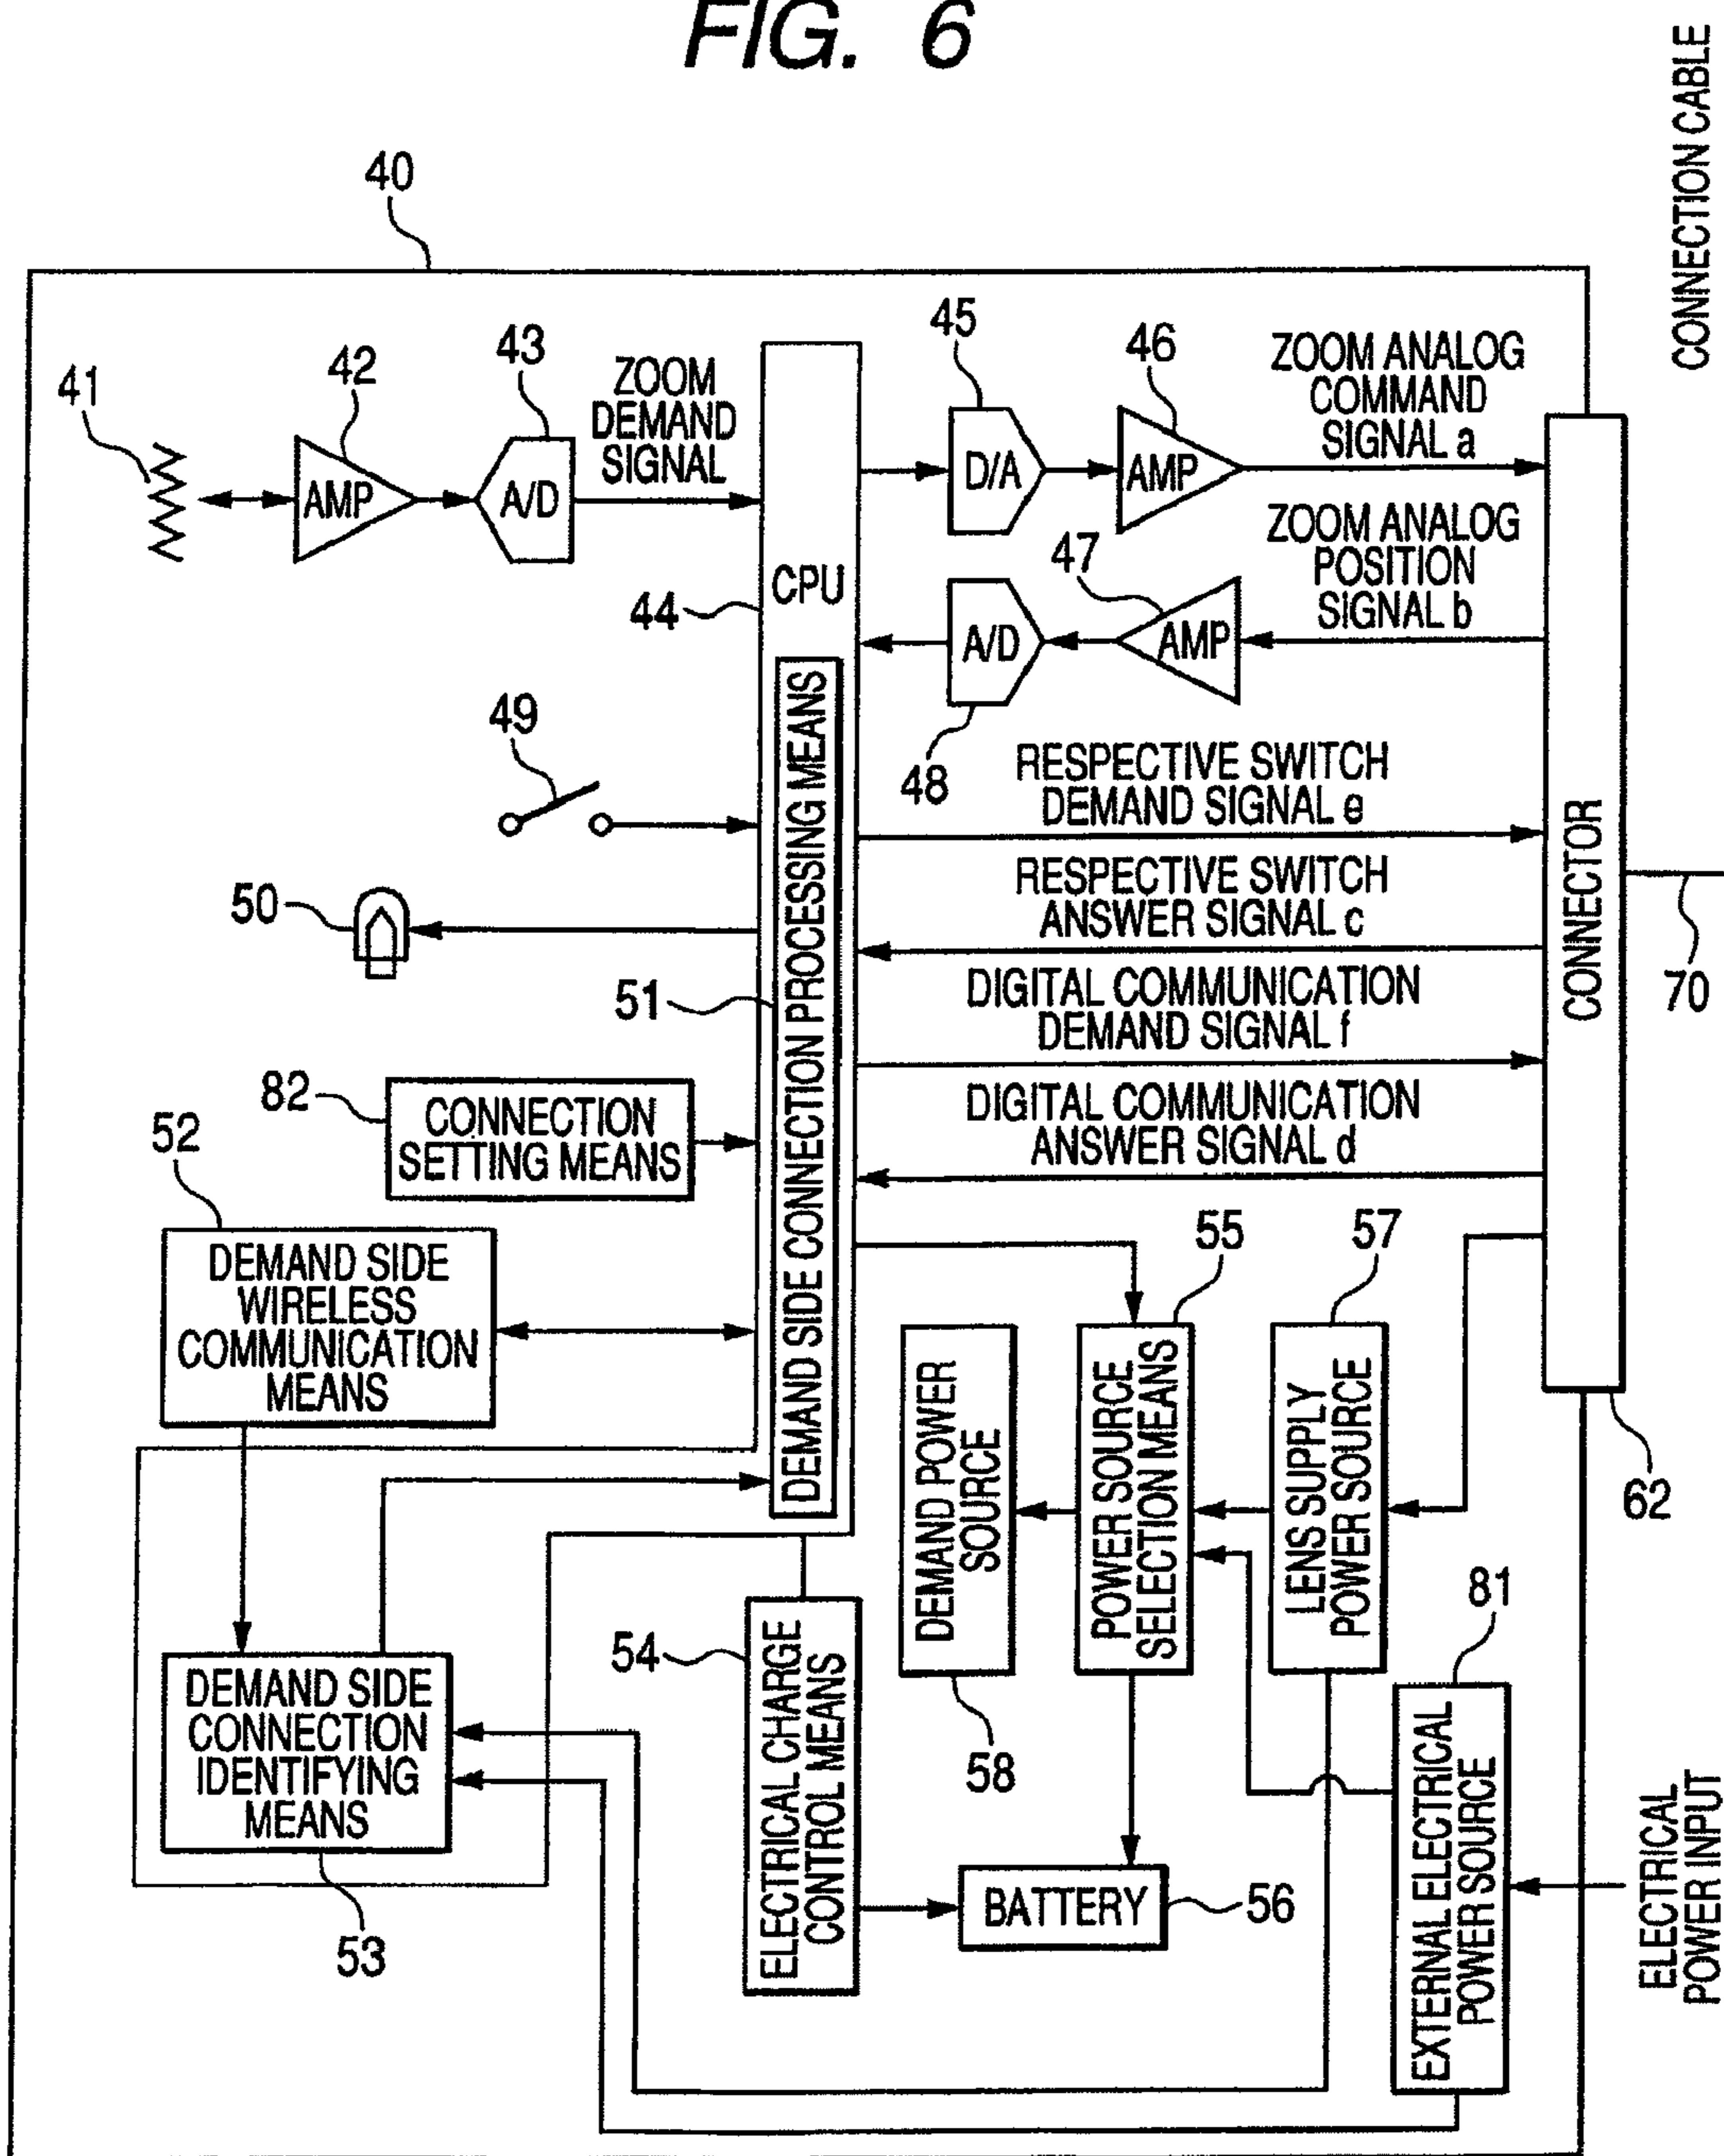 FIG. 6
CONNECTION CABLE
40
41
42
43
ZOOM
DEMAND
SIGNAL
45
46
ZOOM ANALOG
COMMAND
SIGNAL a
AMP
A/D
D/A
AMP
44
CPU
47
ZOOM ANALOG
POSITION
SIGNAL b
A/D
AMP
48
49
RESPECTIVE SWITCH
DEMAND SIGNAL e
50
RESPECTIVE SWITCH
ANSWER SIGNAL c
CONNECTOR
70
51
DEMAND SIDE CONNECTION PROCESSING MEANS
DIGITAL COMMUNICATION
DEMAND SIGNAL f
82
CONNECTION
SETTING MEANS
DIGITAL COMMUNICATION
ANSWER SIGNAL d
52
DEMAND SIDE
WIRELESS
COMMUNICATION
MEANS
55
57
DEMAND POWER
SOURCE
POWER SOURCE
SELECTION MEANS
LENS SUPPLY
POWER SOURCE
62
81
54
58
DEMAND SIDE
CONNECTION
IDENTIFYING
MEANS
53
ELECTRICAL CHARGE
CONTROL MEANS
BATTERY
56
EXTERNAL ELECTRICAL
POWER SOURCE
ELECTRICAL
POWER INPUT